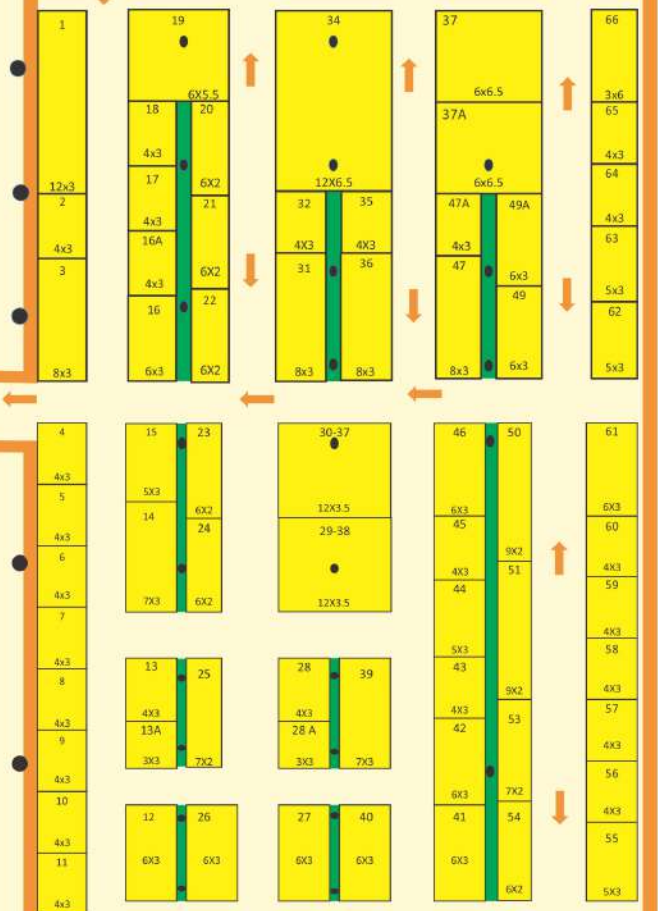 1
12x3
2
4x3
3
8x3
19
6X5.5
18
4x3
17
4x3
16A
4x3
16
6x3
20
6X2
21
6X2
22
6X2
34
12X6.5
32
4X3
31
8x3
35
4X3
36
8x3
37
6x6.5
37A
6x6.5
47A
4x3
47
8x3
49A
6x3
49
6x3
66
3x6
65
4x3
64
4x3
63
5x3
62
5x3
4
4x3
5
4x3
6
4x3
7
4x3
8
4x3
9
4x3
10
4x3
11
4x3
15
5X3
14
7X3
23
6X2
24
6X2
30-37
12X3.5
29-38
12X3.5
46
6X3
45
4X3
44
5X3
43
4X3
42
6X3
41
6X3
50
9X2
51
9X2
53
7X2
54
6X2
61
6X3
60
4X3
59
4X3
58
4X3
57
4X3
56
4X3
55
5X3
13
4X3
13A
3X3
25
7X2
28
4X3
28 A
3X3
39
7X3
12
6X3
26
6X3
27
6X3
40
6X3